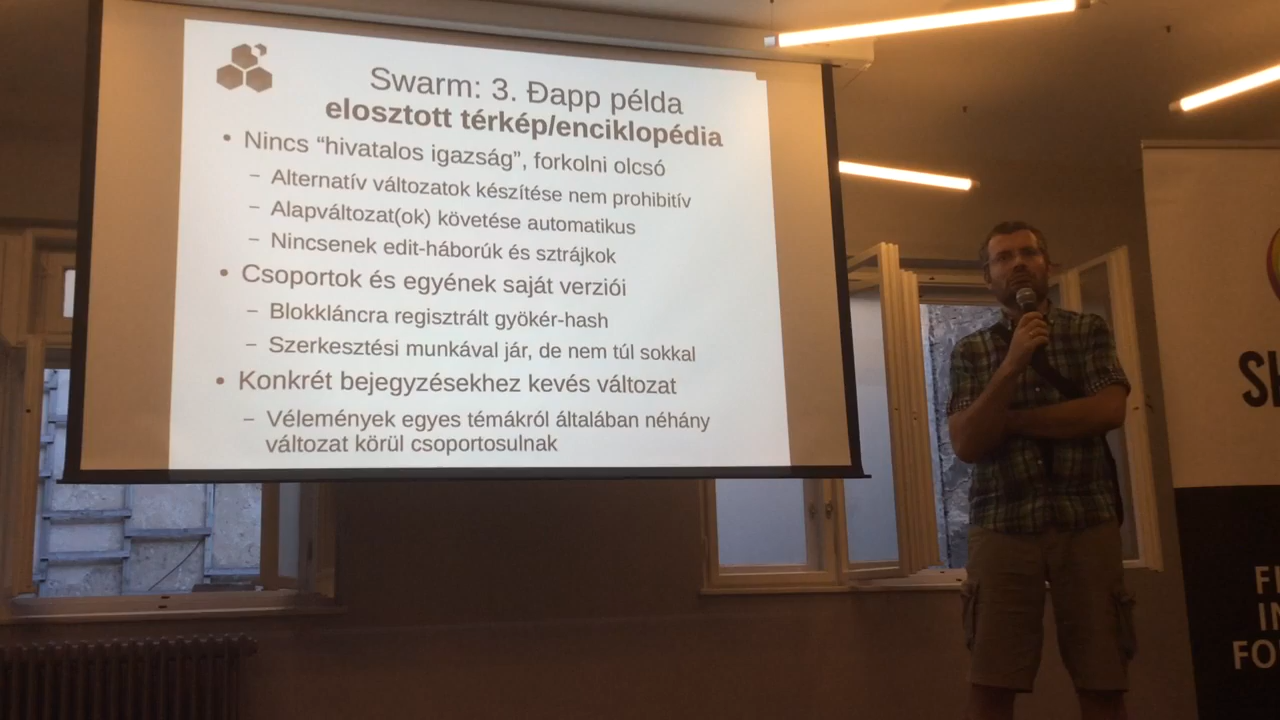 Swarm: 3. Đapp példa
elosztott térkép/enciklopédia
• Nincs “hivatalos igazság”, forkolni olcsó
– Alternatív változatok készítése nem prohibitív
– Alapváltozat(ok) követése automatikus
– Nincsenek edit-háborúk és sztrájkok
• Csoportok és egyének saját verziói
– Blokkláncra regisztrált gyökér-hash
– Szerkesztési munkával jár, de nem túl sokkal
• Konkrét bejegyzésekhez kevés változat
– Vélemények egyes témákról általában néhány
változat körül csoportosulnak